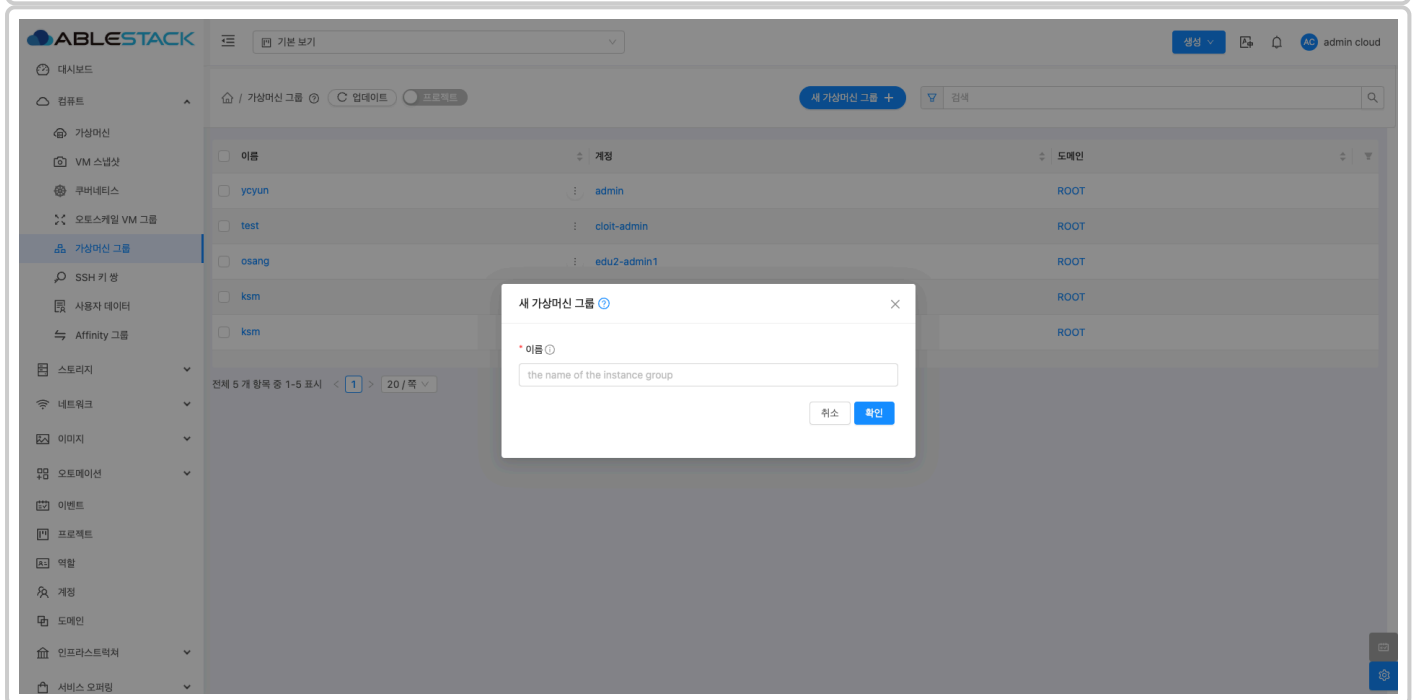 ABLESTACK
기본 보기
생성
AC admin cloud
대시보드
컴퓨트
/ 가상머신 그룹 업데이트 프로젝트
새 가상머신 그룹 +
검색
가상머신
VM 스냅샷
쿠버네티스
오토스케일 VM 그룹
가상머신 그룹
SSH 키 쌍
사용자 데이터
Affinity 그룹
스토리지
네트워크
이미지
오토메이션
이벤트
프로젝트
역할
계정
도메인
인프라스트럭쳐
서비스 오퍼링
이름 계정 도메인
ycyun admin ROOT
test cloit-admin ROOT
osang edu2-admin1 ROOT
ksm ROOT
ksm ROOT
전체 5 개 항목 중 1-5 표시 < 1 > 20 / 쪽
새 가상머신 그룹
* 이름
the name of the instance group
취소 확인